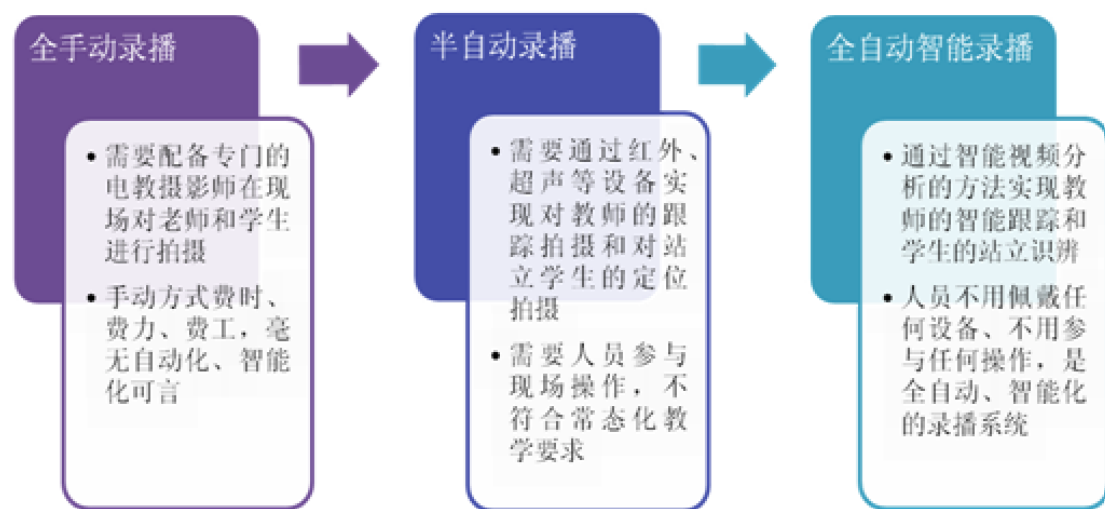 全手动录播
• 需要配备专门的
电教摄影师在现
场对老师和学生
进行拍摄
• 手动方式费时、
费力、费工，毫
无自动化、智能
化可言
半自动录播
• 需要通过红外、
超声等设备实
现对教师的跟
踪拍摄和对站
立学生的定位
拍摄
• 需要人员参与
现场操作，不
符合常态化教
学要求
全自动智能录播
• 通过智能视频分
析的方法实现教
师的智能跟踪和
学生的站立识辨
• 人员不用佩戴任
何设备、不用参
与任何操作，是
全自动、智能化
的录播系统